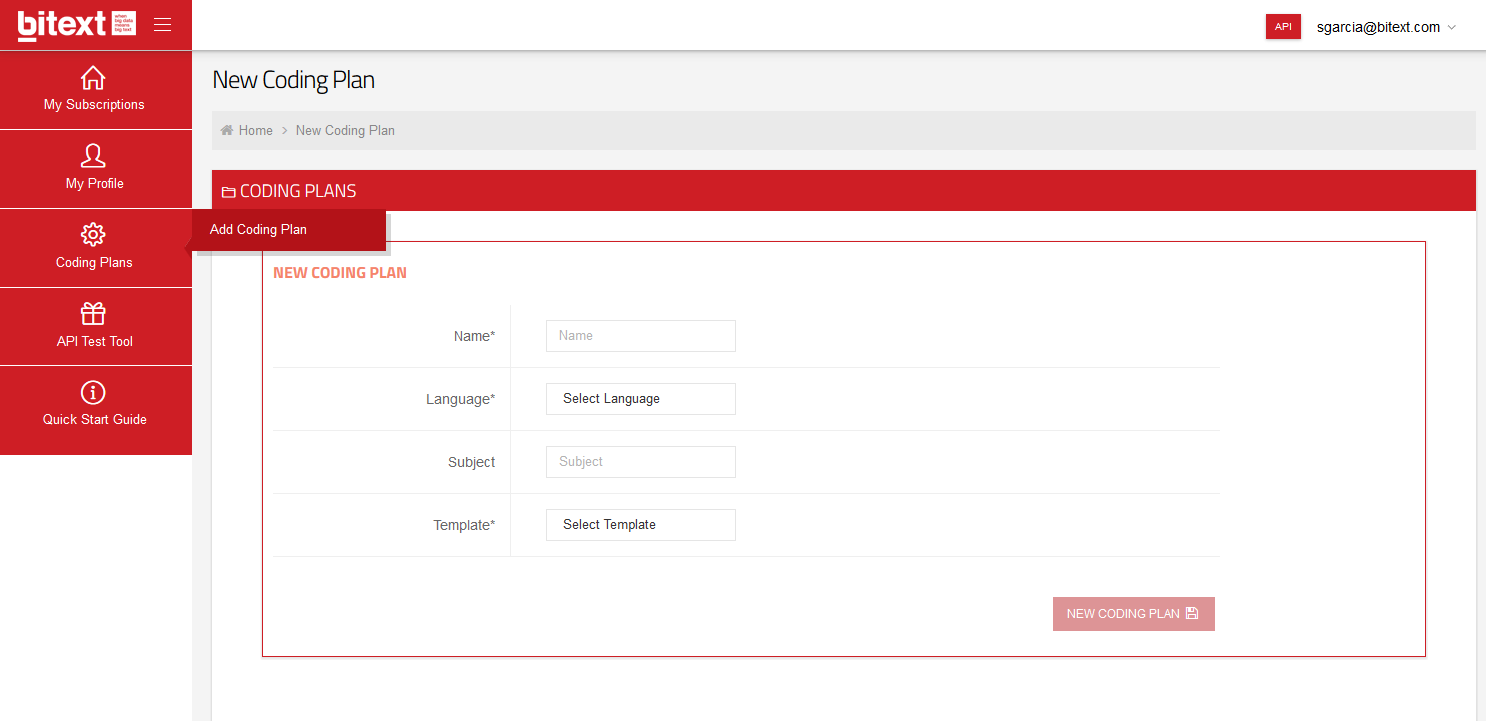 bitext
when
big data
means
big text
API
sgarcia@bitext.com
My Subscriptions
My Profile
Coding Plans
API Test Tool
Quick Start Guide
New Coding Plan
Home > New Coding Plan
CODING PLANS
Add Coding Plan
NEW CODING PLAN
Name* Name
Language* Select Language
Subject Subject
Template* Select Template
NEW CODING PLAN